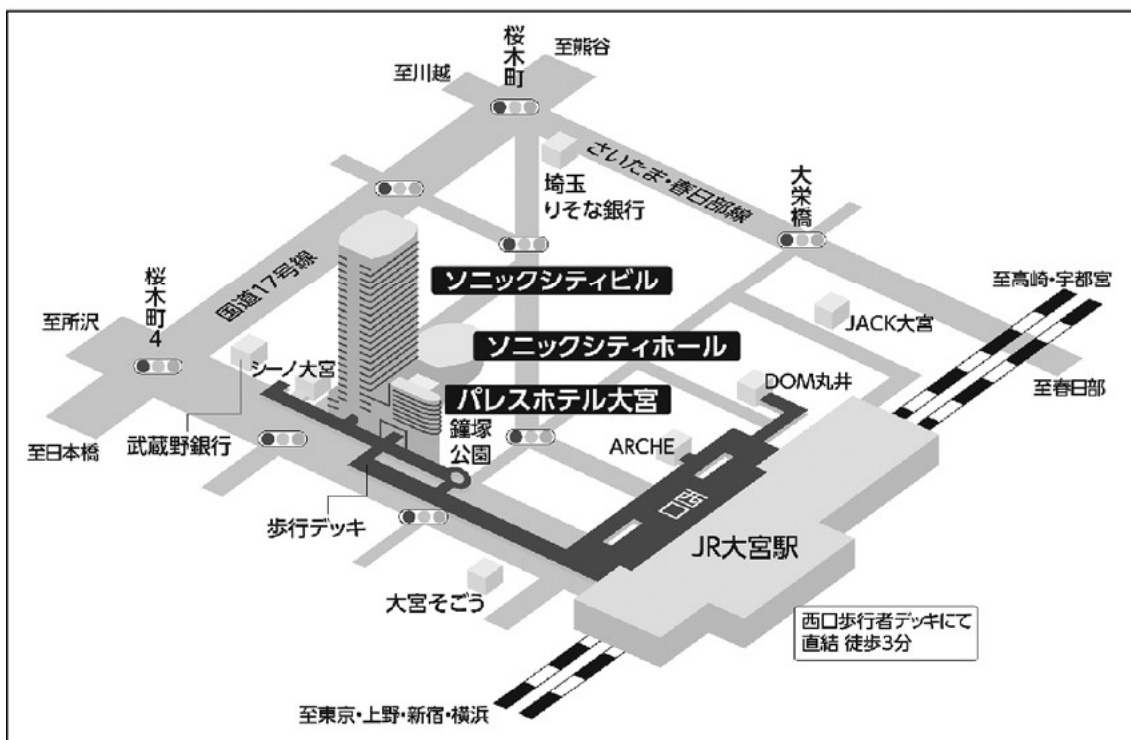 桜木町
至熊谷
至川越
さいたま・春日部線
大栄橋
埼玉
りそな銀行
国道17号線
桜木町4
至所沢
ソニックシティビル
至高崎・宇都宮
JACK大宮
ソニックシティホール
シーノ大宮
DOM丸井
至春日部
パレスホテル大宮
武蔵野銀行
至日本橋
鐘塚
公園
ARCHE
西口
歩行デッキ
JR大宮駅
大宮そごう
西口歩行者デッキにて
直結 徒歩3分
至東京・上野・新宿・横浜